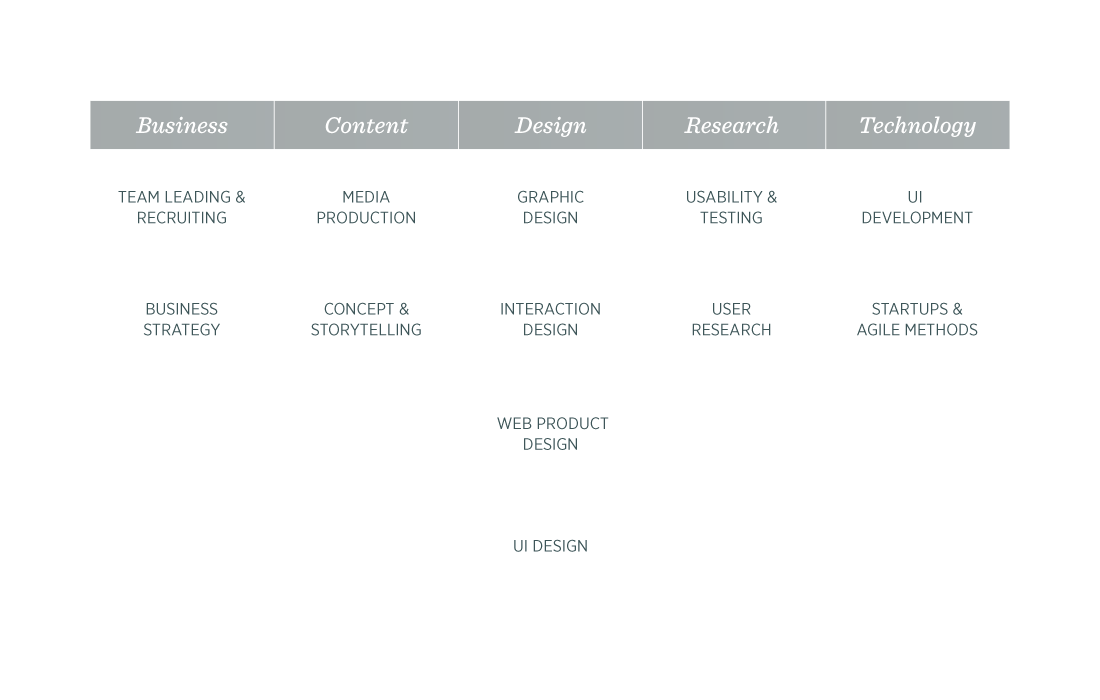 Business Content Design Research Technology
TEAM LEADING &
RECRUITING
MEDIA
PRODUCTION
GRAPHIC
DESIGN
USABILITY &
TESTING
UI
DEVELOPMENT
BUSINESS
STRATEGY
CONCEPT &
STORYTELLING
INTERACTION
DESIGN
USER
RESEARCH
STARTUPS &
AGILE METHODS
WEB PRODUCT
DESIGN
UI DESIGN